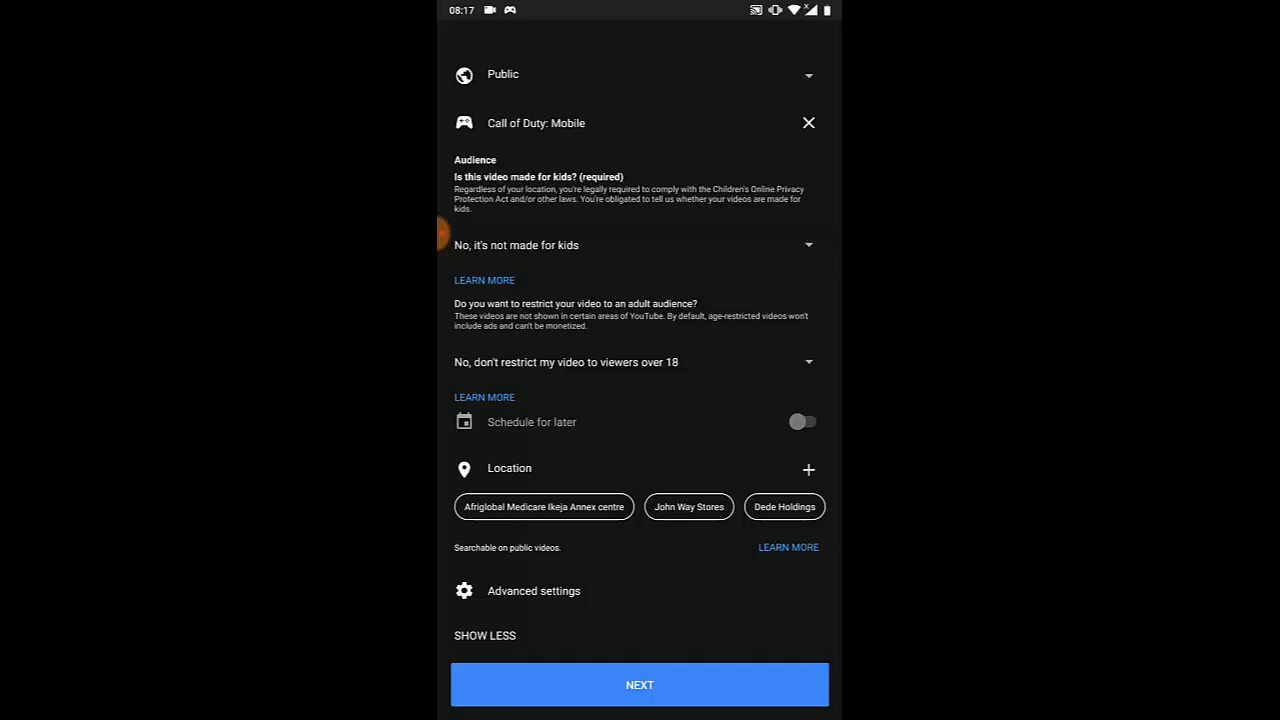 08:17
Public
Call of Duty: Mobile
Audience
Is this video made for kids? (required)
Regardless of your location, you're legally required to comply with the Children's Online Privacy
Protection Act and/or other laws. You're obligated to tell us whether your videos are made for
kids.
No, it's not made for kids
LEARN MORE
Do you want to restrict your video to an adult audience?
These videos are not shown in certain areas of YouTube. By default, age-restricted videos won't
include ads and can't be monetized.
No, don't restrict my video to viewers over 18
LEARN MORE
Schedule for later
Location
Afriglobal Medicare Ikeja Annex centre John Way Stores Dede Holdings
Searchable on public videos. LEARN MORE
Advanced settings
SHOW LESS
NEXT